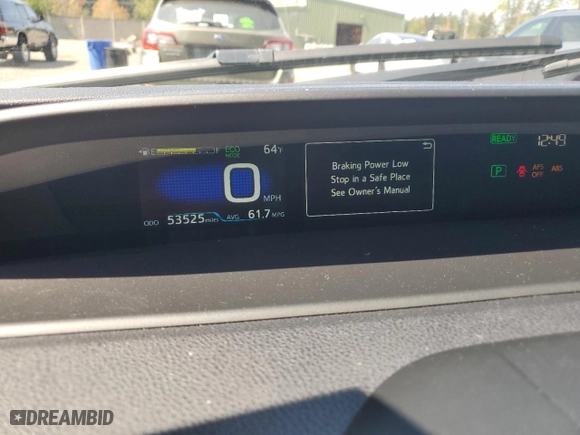 E F ECO MODE 64°F
0 MPH
ODO 53525 miles AVG 61.7 MPG
Braking Power Low
Stop in a Safe Place
See Owner's Manual
READY 12:49
P AFS OFF ABS
DREAMBID